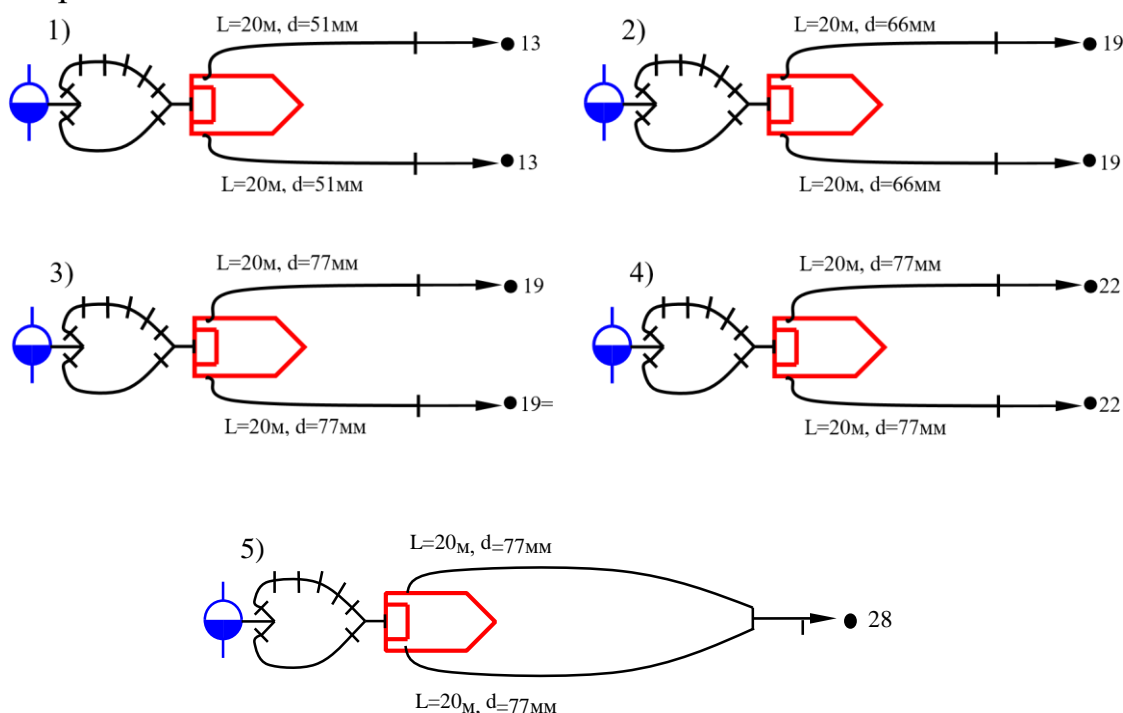 1)
L=20м, d=51мм
13
13
L=20м, d=51мм
2)
L=20м, d=66мм
19
19
L=20м, d=66мм
3)
L=20м, d=77мм
19
19=
L=20м, d=77мм
4)
L=20м, d=77мм
22
22
L=20м, d=77мм
5)
L=20м, d=77мм
28
L=20м, d=77мм